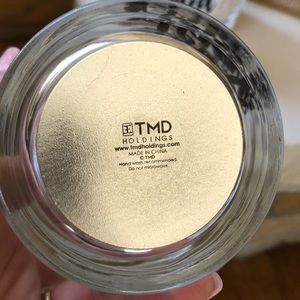 TMD
HOLDINGS
www.tmdholdings.com
MADE IN CHINA
© TMD
Hand wash recommended.
Do not microwave.